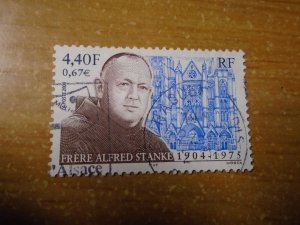 4,40F
0,67€
RF
FRÈRE ALFRED STANKE 1904-1975
Alsace